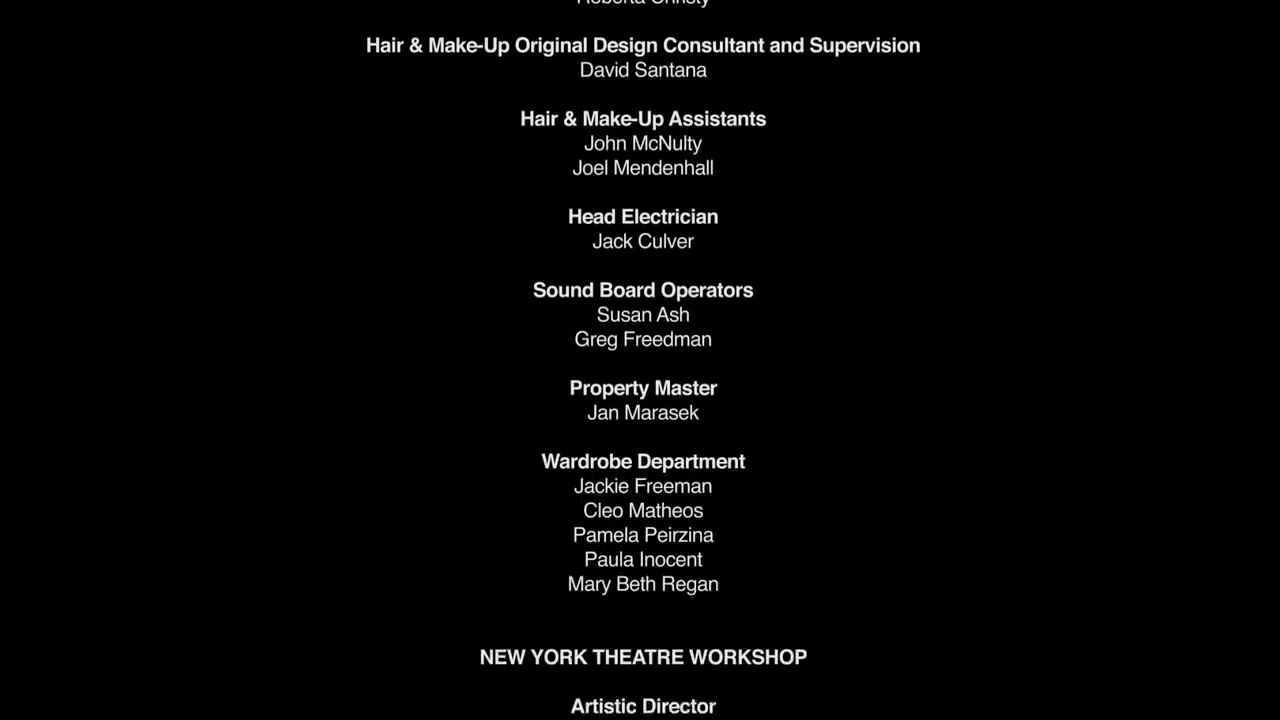 Roberta Christy
Hair & Make-Up Original Design Consultant and Supervision
David Santana
Hair & Make-Up Assistants
John McNulty
Joel Mendenhall
Head Electrician
Jack Culver
Sound Board Operators
Susan Ash
Greg Freedman
Property Master
Jan Marasek
Wardrobe Department
Jackie Freeman
Cleo Matheos
Pamela Peirzina
Paula Inocent
Mary Beth Regan
NEW YORK THEATRE WORKSHOP
Artistic Director